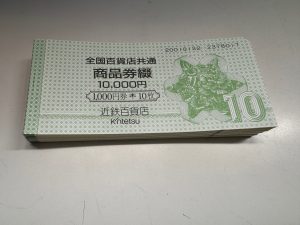 全国百貨店共通
商品券綴
10,000円
1,000円券 10枚
近鉄百貨店
Kintetsu
10